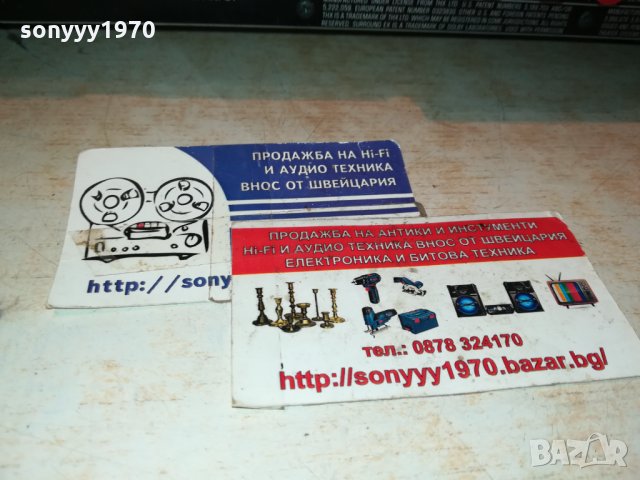 sonyyy1970
ПРОДАЖБА НА Hi-Fi
И АУДИО ТЕХНИКА
ВНОС ОТ ШВЕЙЦАРИЯ
http://sony
ПРОДАЖБА НА АНТИКИ И ИНСТУМЕНТИ
Hi-Fi И АУДИО ТЕХНИКА ВНОС ОТ ШВЕЙЦАРИЯ
ЕЛЕКТРОНИКА И БИТОВА ТЕХНИКА
тел.: 0878 324170
http://sonyyy1970.bazar.bg/
BAZAR